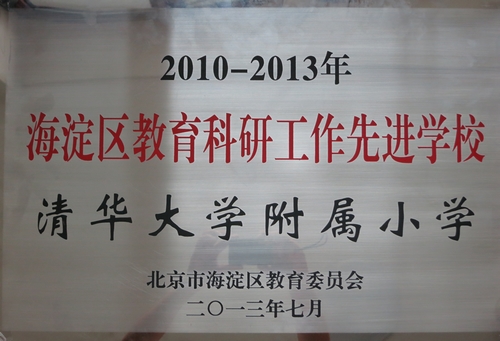 2010-2013年
海淀区教育科研工作先进学校
清华大学附属小学
北京市海淀区教育委员会
二〇一三年七月